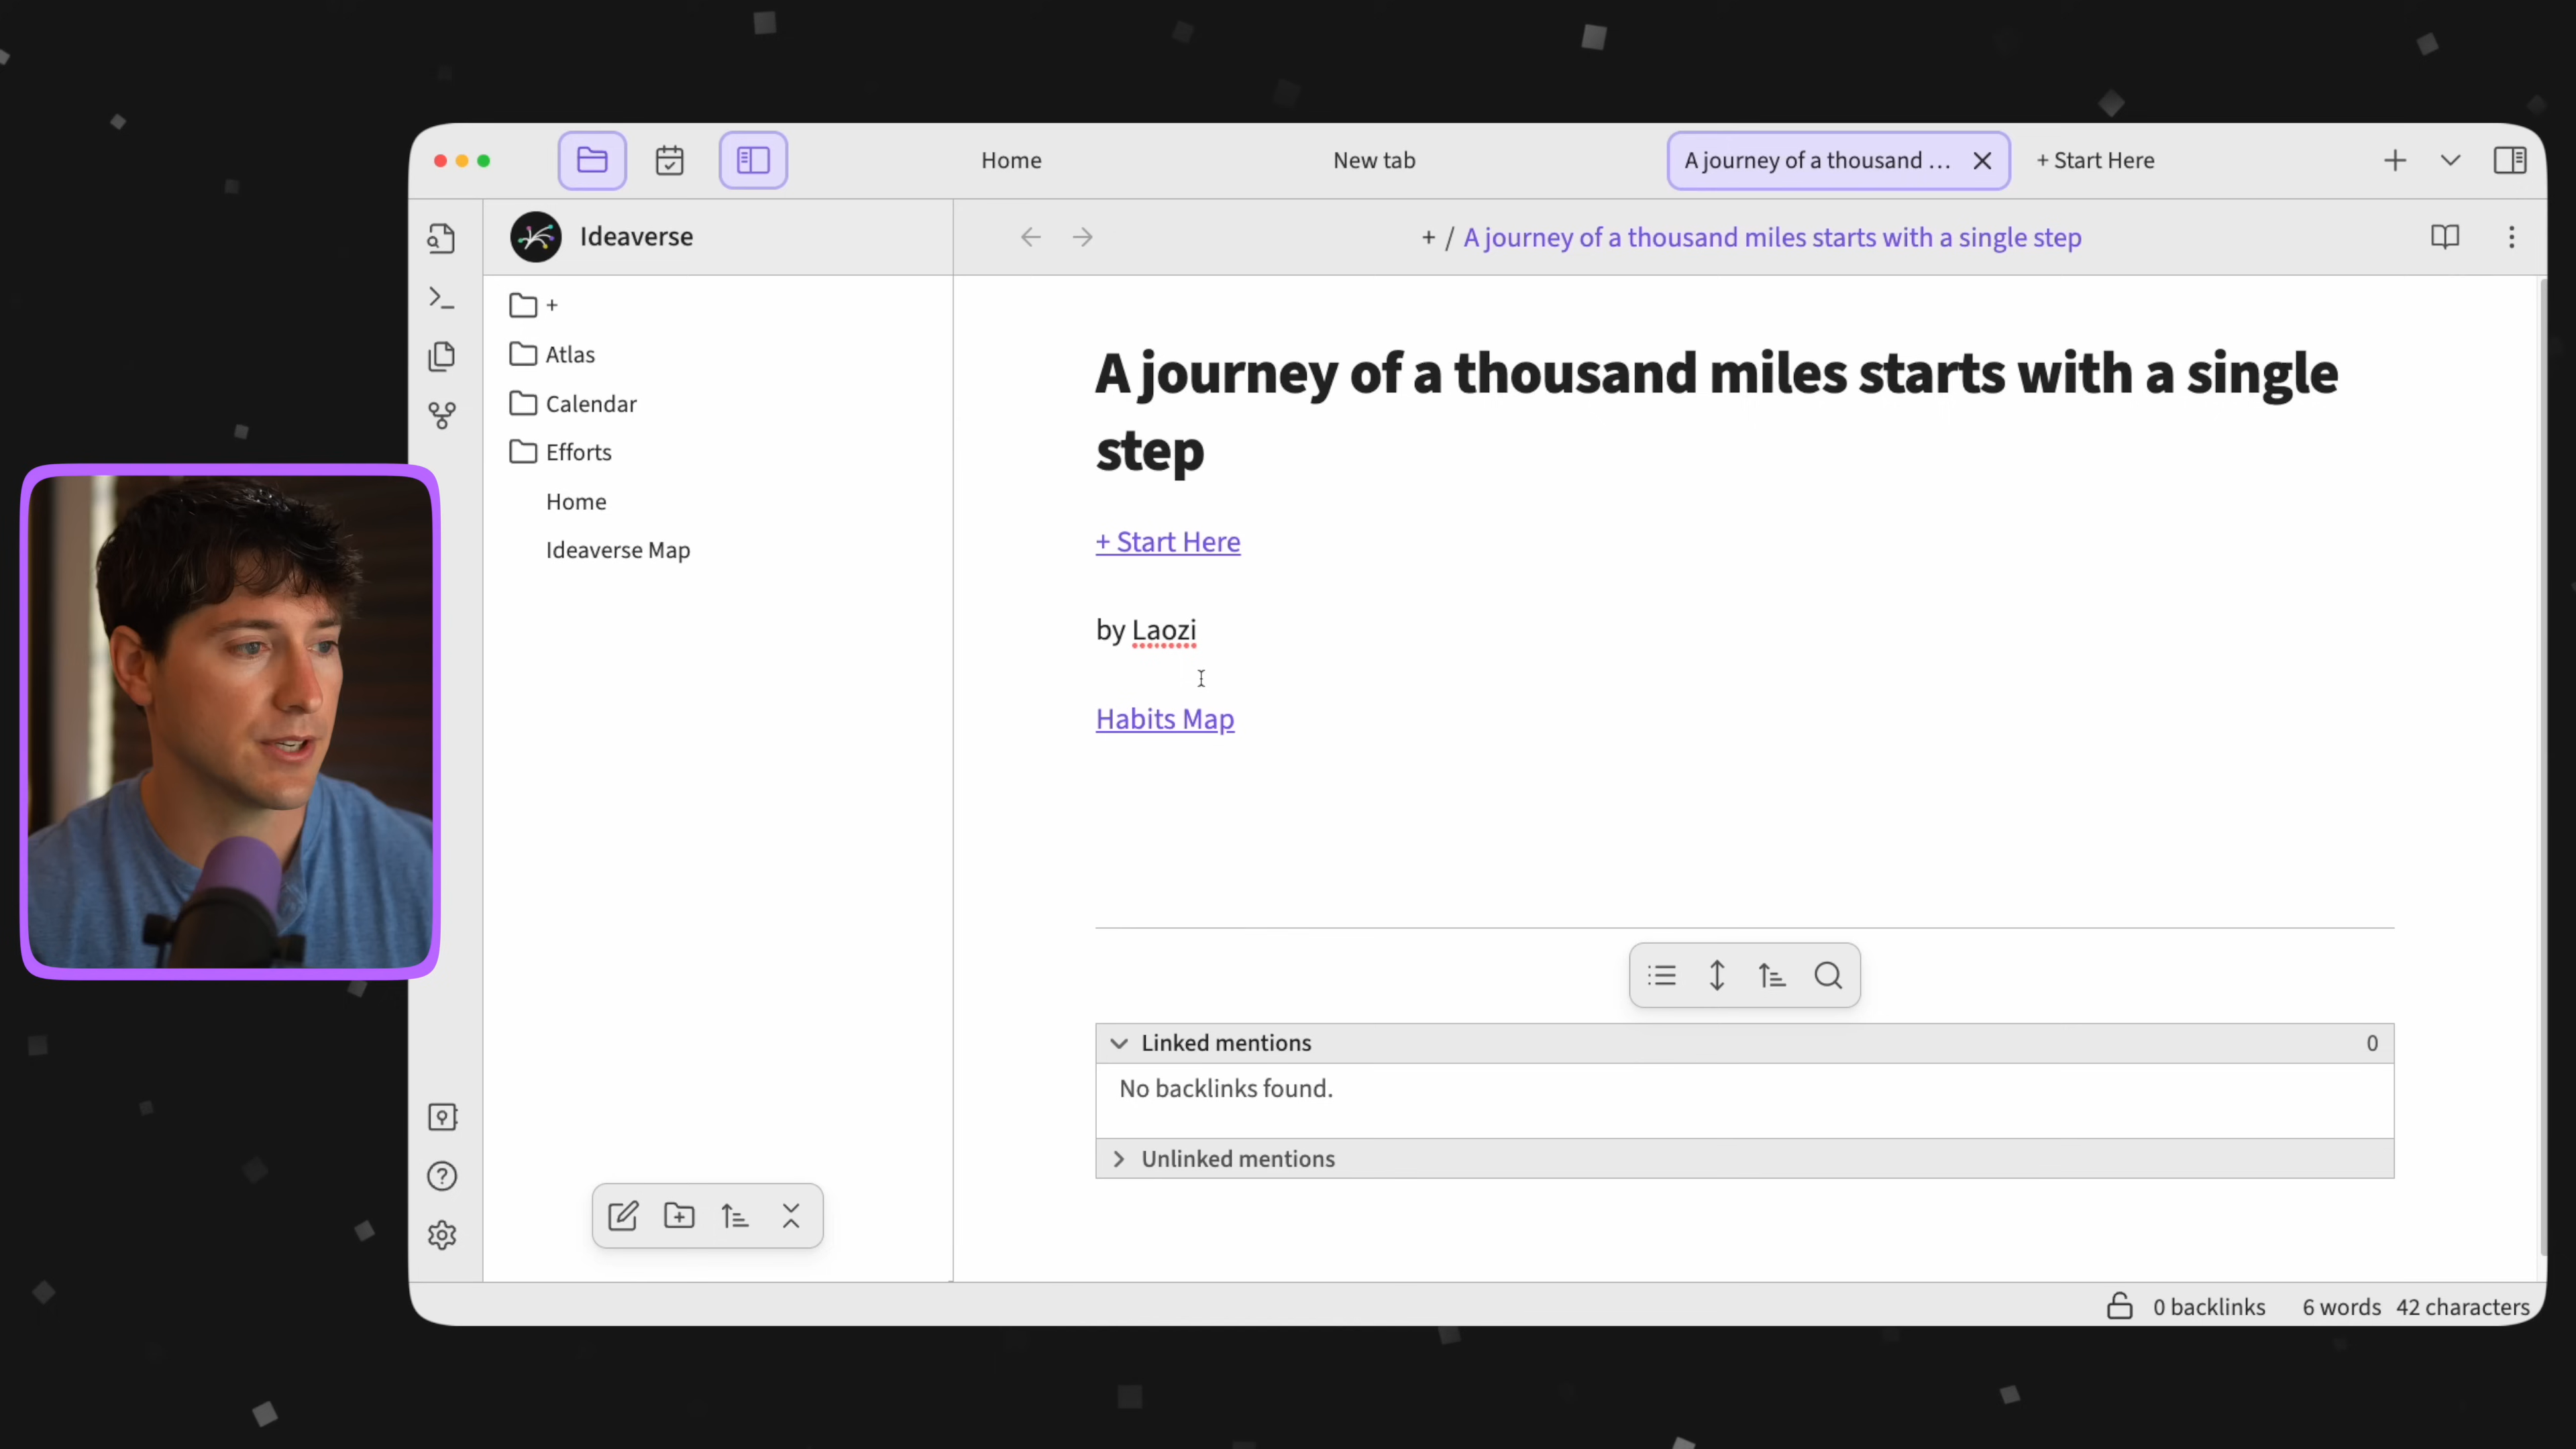 Home
New tab
A journey of a thousand …
+ Start Here
Ideaverse
+ / A journey of a thousand miles starts with a single step
+
Atlas
Calendar
Efforts
Home
Ideaverse Map
A journey of a thousand miles starts with a single
step
+ Start Here
by Laozi
Habits Map
Linked mentions
0
No backlinks found.
Unlinked mentions
0 backlinks
6 words
42 characters